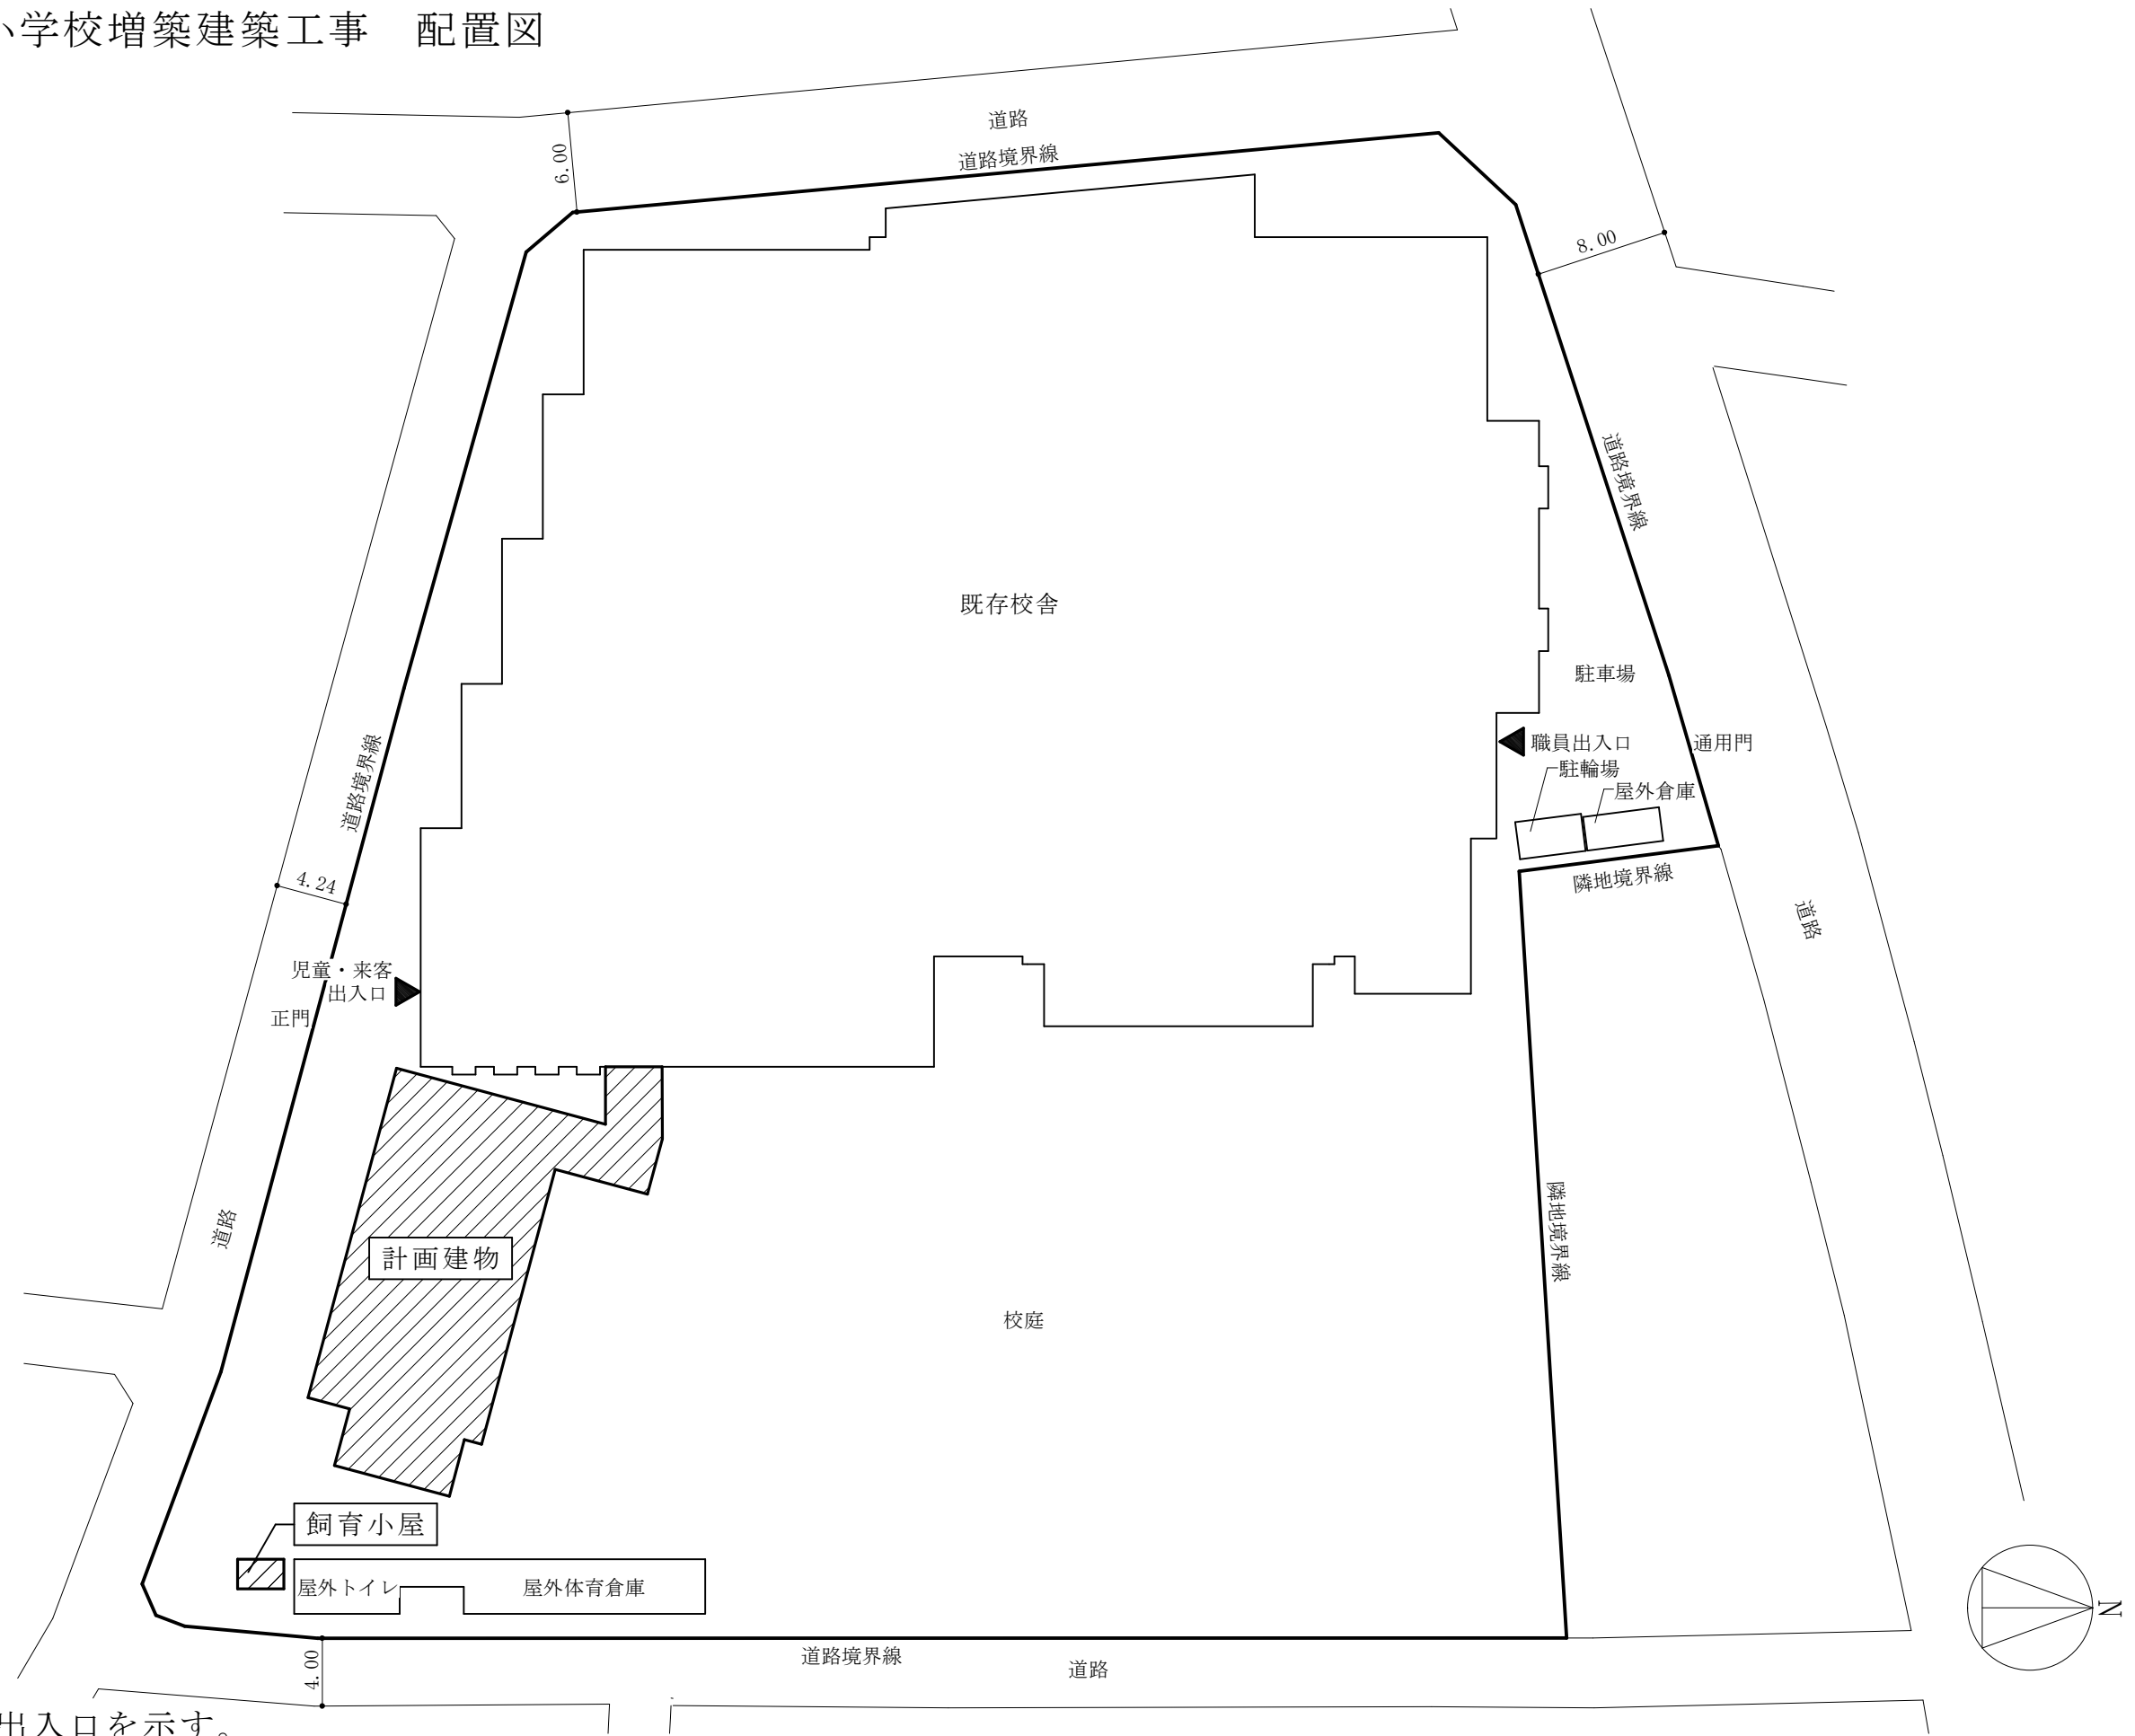 小学校増築建築工事　配置図
道路
道路境界線
6.00
8.00
道路境界線
既存校舎
駐車場
職員出入口
通用門
駐輪場
屋外倉庫
道路境界線
4.24
隣地境界線
道路
児童・来客
出入口
正門
道路
隣地境界線
計画建物
校庭
飼育小屋
屋外トイレ
屋外体育倉庫
N
4.00
道路境界線
道路
出入口を示す。